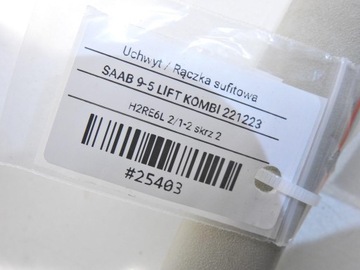 Uchwyt / Rączka sufitowa
SAAB 9-5 LIFT KOMBI 221223
H2RE6L 2/1-2 skrz 2
#25403